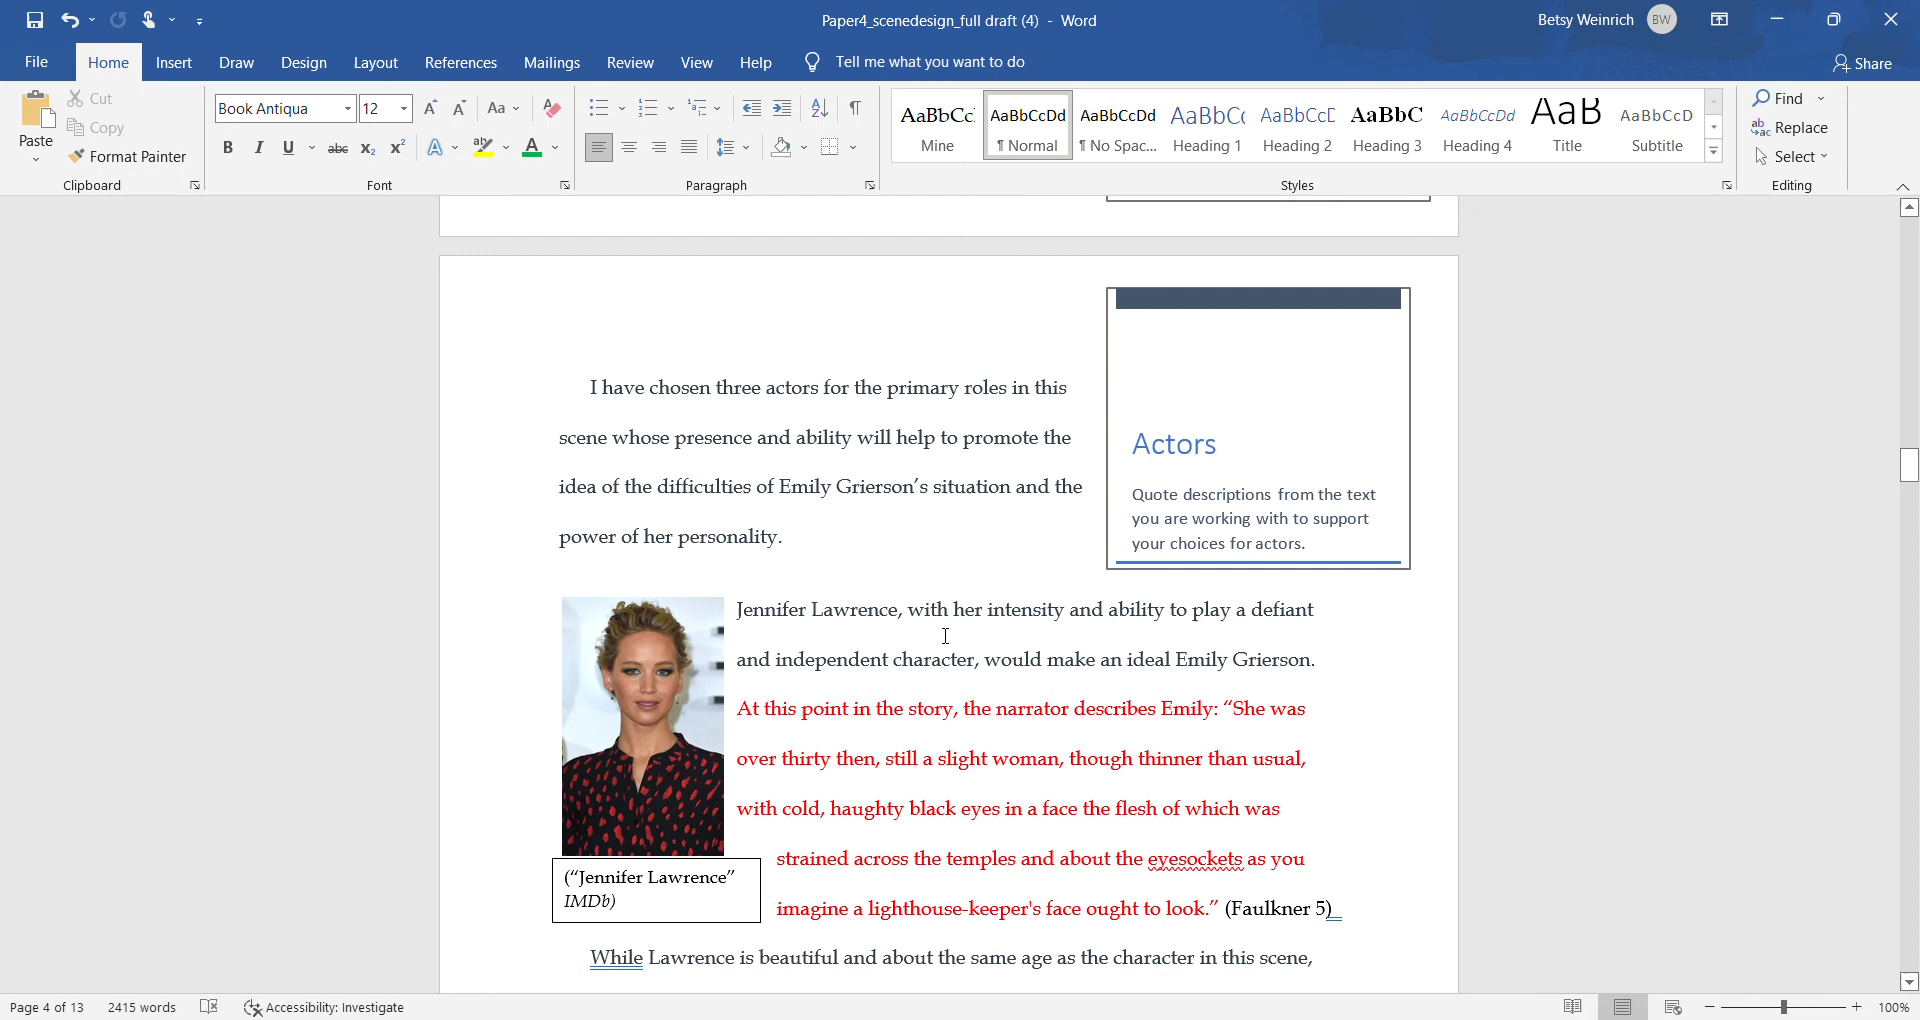 Paper4_scenedesign_full draft (4) - Word
Betsy Weinrich BW
File Home Insert Draw Design Layout References Mailings Review View Help Tell me what you want to do Share
Paste
Cut
Copy
Format Painter
Clipboard
Book Antiqua 12 Aa
B I U abc x₂ x² A ab A
Font
Paragraph
AaBbCc AaBbCcDd AaBbCcDd AaBbCc AaBbCcC AaBbC AaBbCcDd AaB AaBbCcD
Mine ¶ Normal ¶ No Spac... Heading 1 Heading 2 Heading 3 Heading 4 Title Subtitle
Styles
Find
Replace
Select
Editing
I have chosen three actors for the primary roles in this
scene whose presence and ability will help to promote the
idea of the difficulties of Emily Grierson’s situation and the
power of her personality.
Actors
Quote descriptions from the text
you are working with to support
your choices for actors.
Jennifer Lawrence, with her intensity and ability to play a defiant
and independent character, would make an ideal Emily Grierson.
At this point in the story, the narrator describes Emily: “She was
over thirty then, still a slight woman, though thinner than usual,
with cold, haughty black eyes in a face the flesh of which was
strained across the temples and about the eyesockets as you
imagine a lighthouse-keeper's face ought to look.” (Faulkner 5)
(“Jennifer Lawrence”
IMDb)
While Lawrence is beautiful and about the same age as the character in this scene,
Page 4 of 13 2415 words Accessibility: Investigate 100%